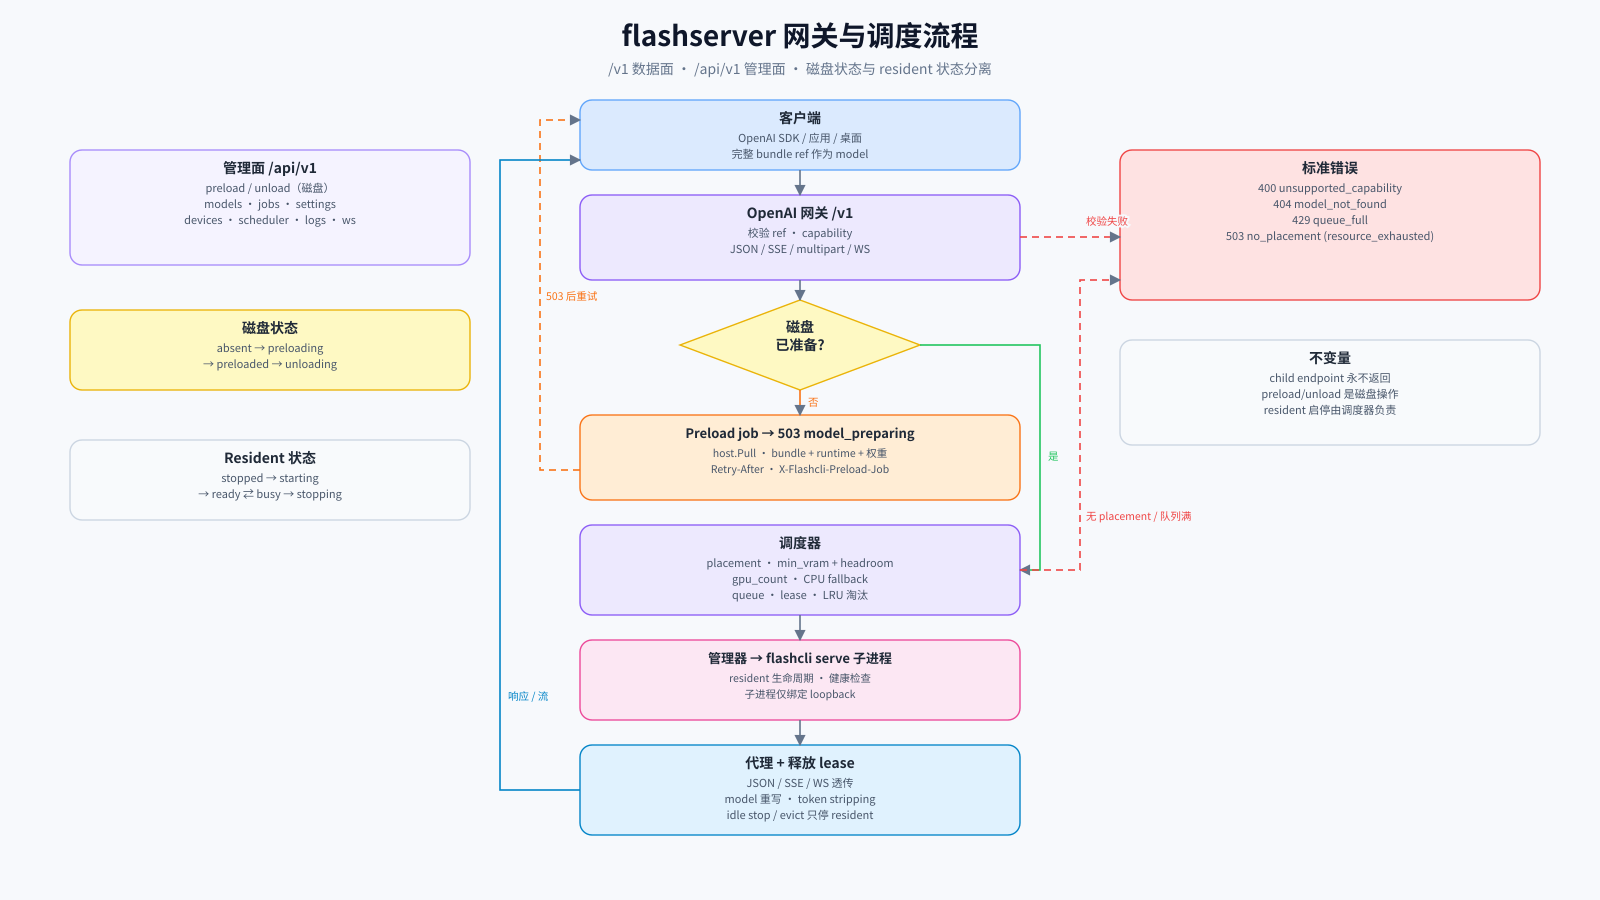 flashserver 网关与调度流程
/v1 数据面 · /api/v1 管理面 · 磁盘状态与 resident 状态分离
客户端
OpenAI SDK / 应用 / 桌面
完整 bundle ref 作为 model
管理面 /api/v1
preload / unload（磁盘）
models · jobs · settings
devices · scheduler · logs · ws
标准错误
400 unsupported_capability
404 model_not_found
429 queue_full
503 no_placement (resource_exhausted)
OpenAI 网关 /v1
校验 ref · capability
JSON / SSE / multipart / WS
校验失败
503 后重试
磁盘状态
absent → preloading
→ preloaded → unloading
磁盘
已准备?
否
是
不变量
child endpoint 永不返回
preload/unload 是磁盘操作
resident 启停由调度器负责
Resident 状态
stopped → starting
→ ready ⇄ busy → stopping
Preload job → 503 model_preparing
host.Pull · bundle + runtime + 权重
Retry-After · X-Flashcli-Preload-Job
无 placement / 队列满
调度器
placement · min_vram + headroom
gpu_count · CPU fallback
queue · lease · LRU 淘汰
管理器 → flashcli serve 子进程
resident 生命周期 · 健康检查
子进程仅绑定 loopback
响应 / 流
代理 + 释放 lease
JSON / SSE / WS 透传
model 重写 · token stripping
idle stop / evict 只停 resident